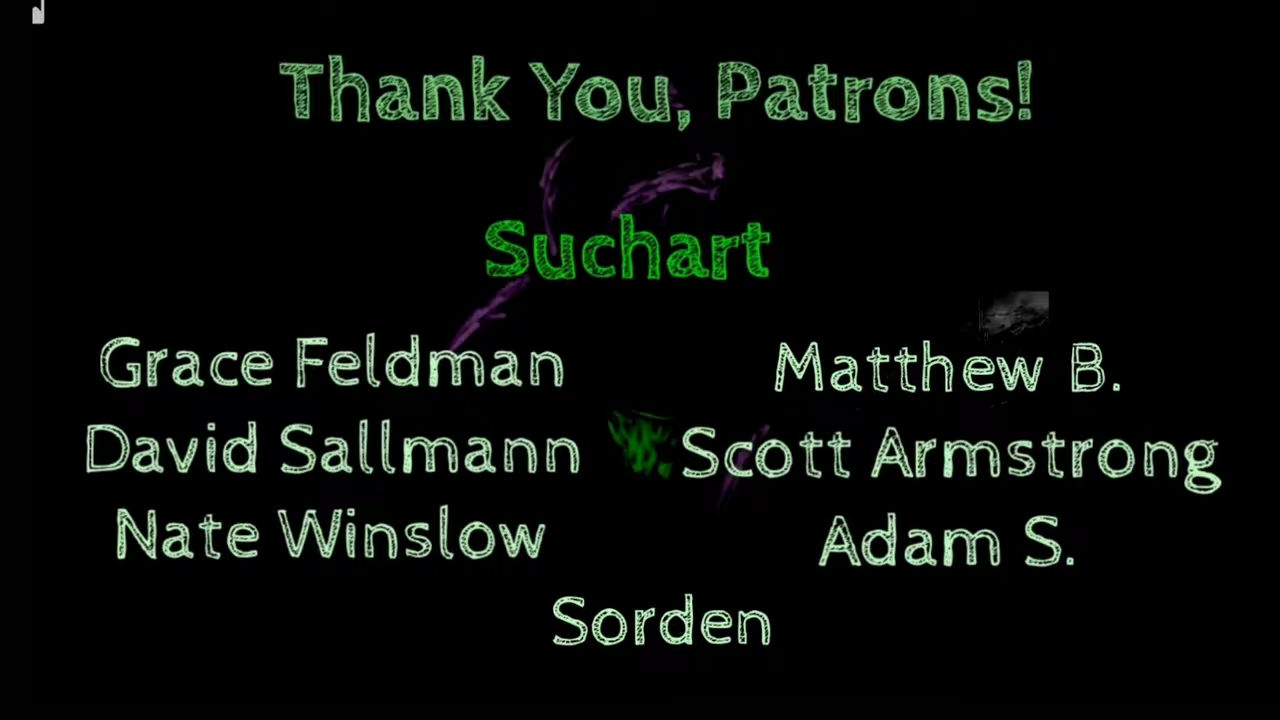 Thank You, Patrons!
Suchart
Grace Feldman
Matthew B.
David Sallmann
Scott Armstrong
Nate Winslow
Adam S.
Sorden